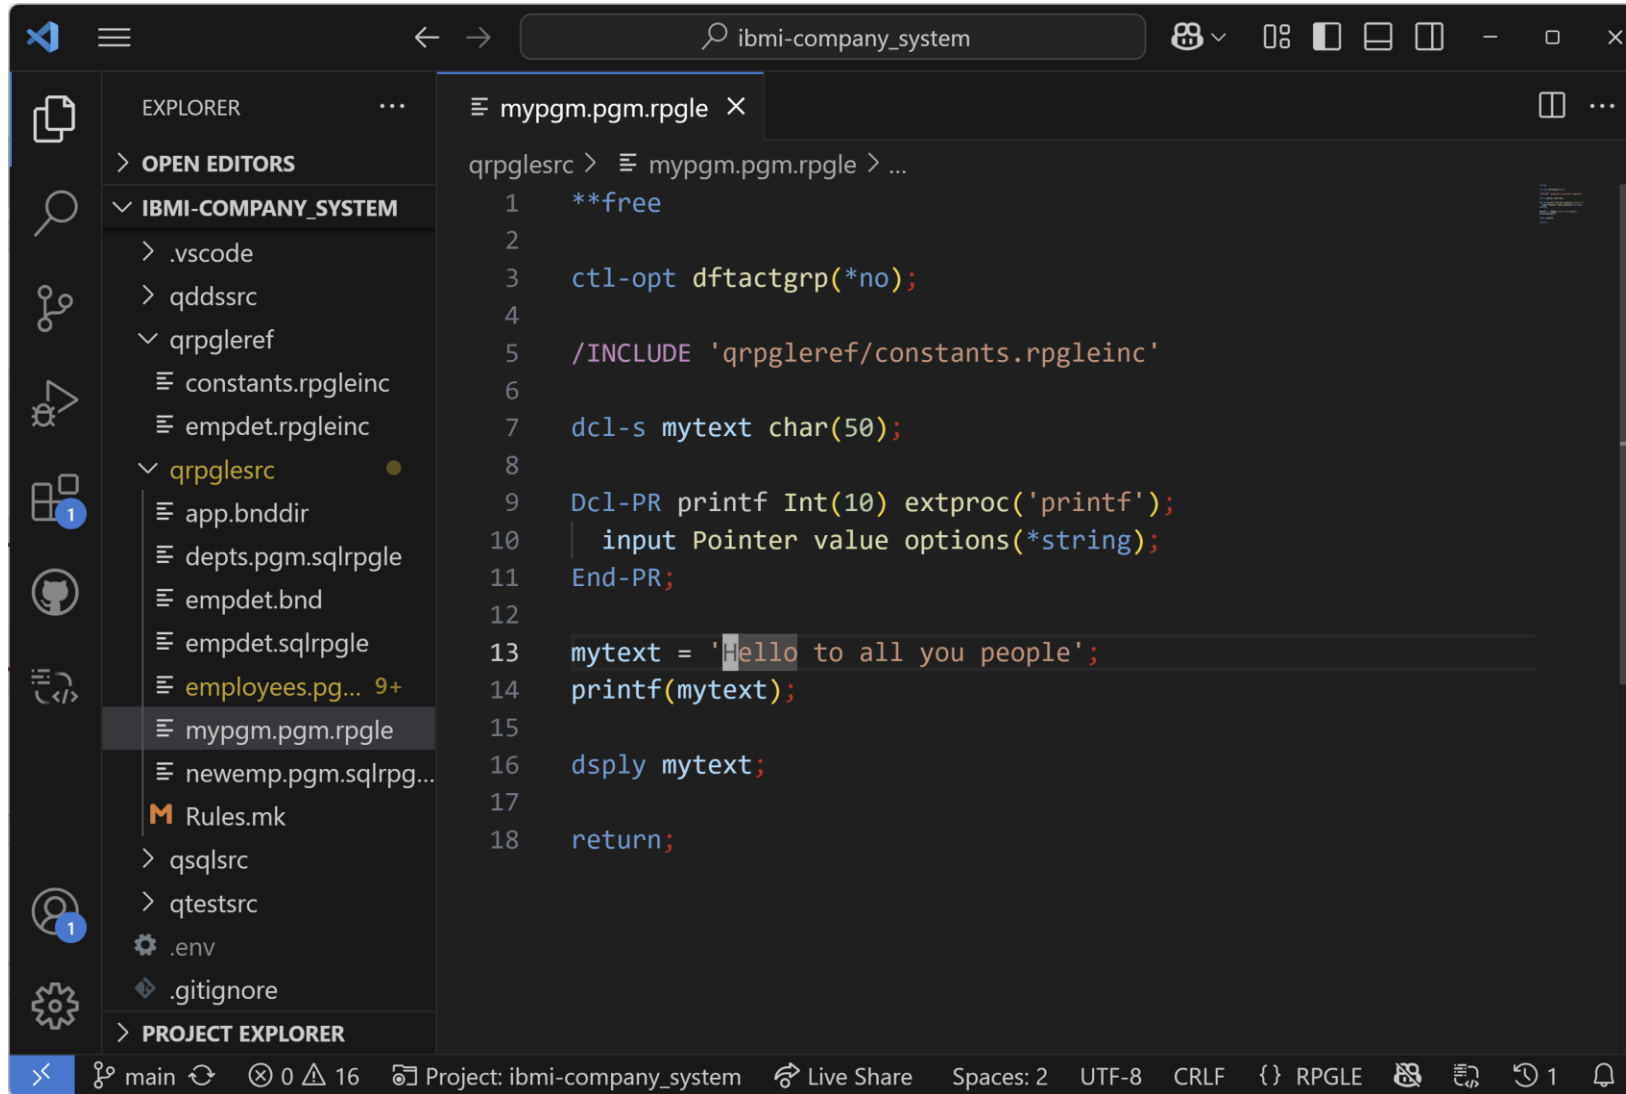 ibmi-company_system
EXPLORER
OPEN EDITORS
IBMI-COMPANY_SYSTEM
.vscode
qddssrc
qrpgleref
constants.rpgleinc
empdet.rpgleinc
qrpglesrc
app.bnddir
depts.pgm.sqlrpgle
empdet.bnd
empdet.sqlrpgle
employees.pg... 9+
mypgm.pgm.rpgle
newemp.pgm.sqlrpg...
M Rules.mk
qsqlsrc
qtestsrc
.env
.gitignore
PROJECT EXPLORER
1
1
mypgm.pgm.rpgle
qrpglesrc > mypgm.pgm.rpgle > ...
1 **free
2
3 ctl-opt dftactgrp(*no);
4
5 /INCLUDE 'qrpgleref/constants.rpgleinc'
6
7 dcl-s mytext char(50);
8
9 Dcl-PR printf Int(10) extproc('printf');
10 input Pointer value options(*string);
11 End-PR;
12
13 mytext = 'Hello to all you people';
14 printf(mytext);
15
16 dsply mytext;
17
18 return;
main 0 16 Project: ibmi-company_system Live Share Spaces: 2 UTF-8 CRLF {} RPGLE 1